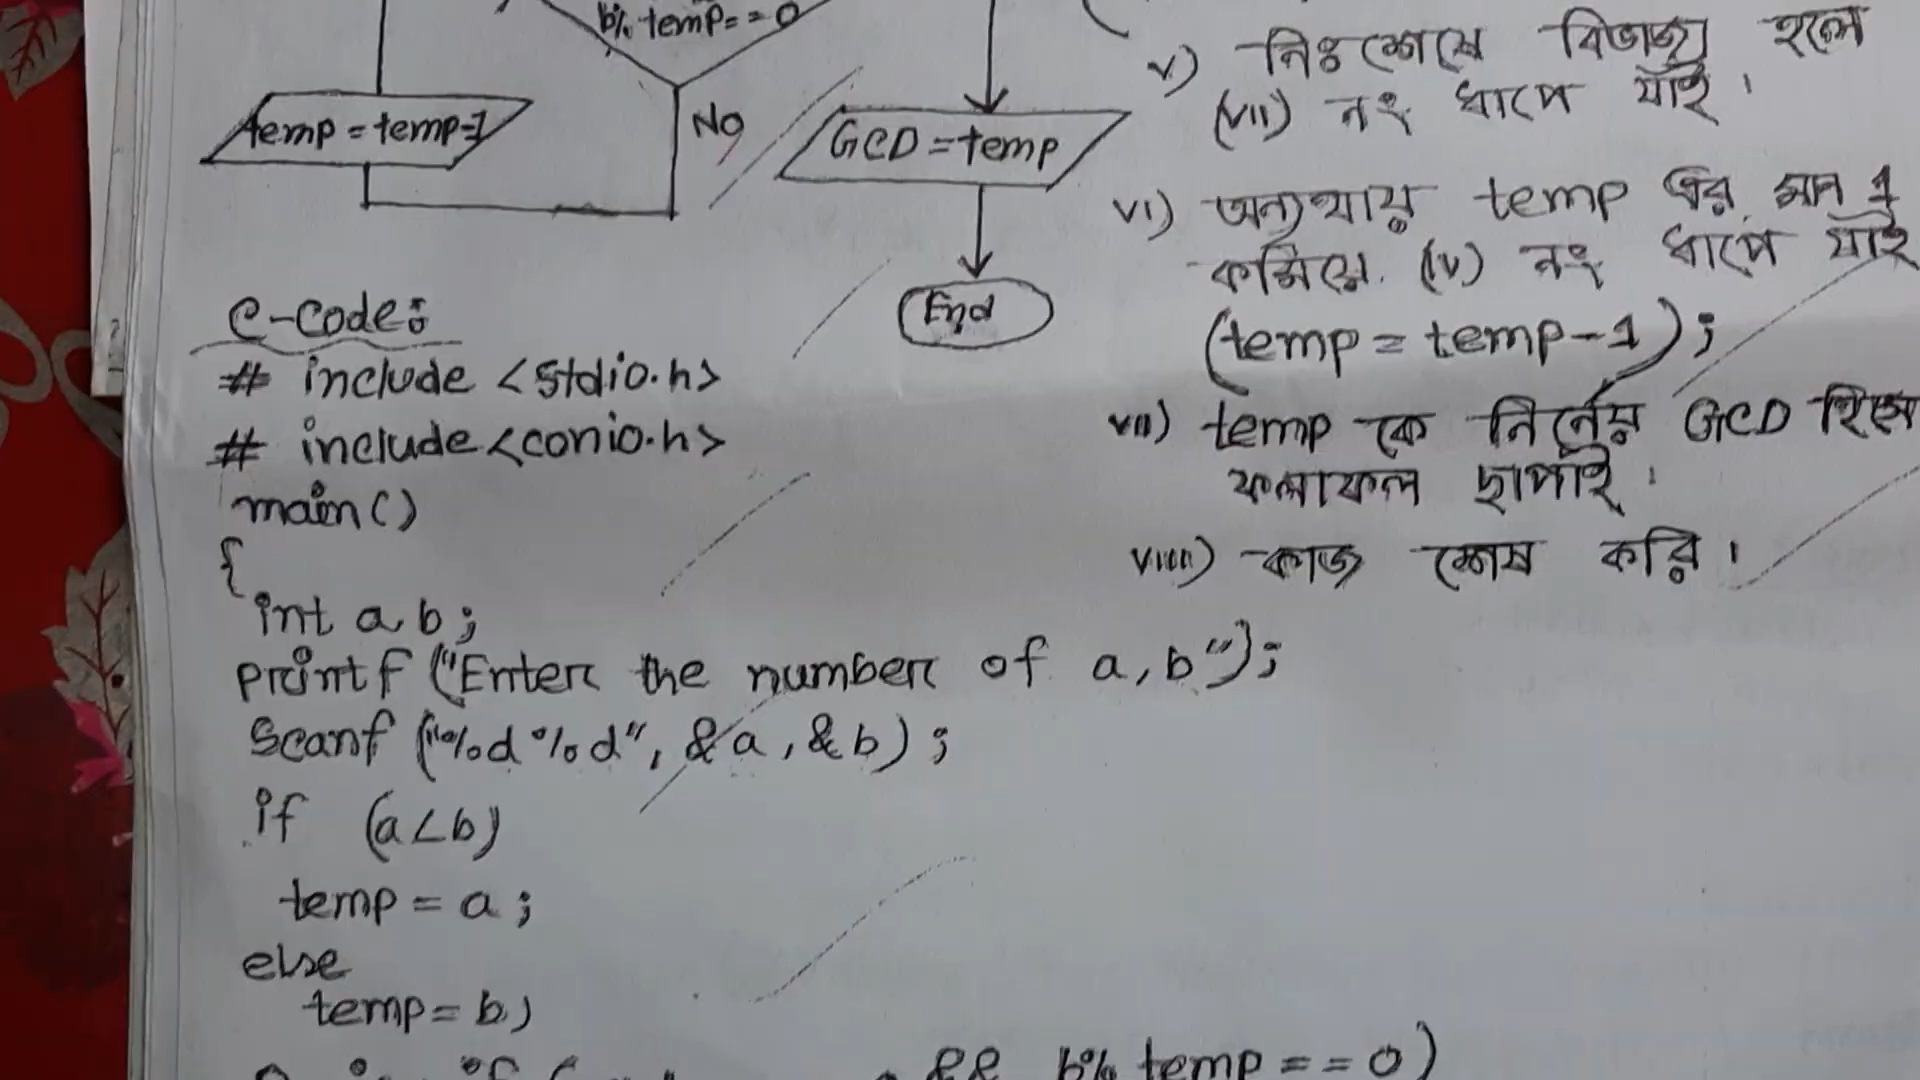 b% temp==0
temp=temp-1
No
GCD=temp
End
v) নিঃশেষে বিভাজ্য হলে
(vii) নং ধাপে যাই।
vi) অন্যথায় temp এর মান 1
কমিয়ে (iv) নং ধাপে যাই
(temp=temp-1);
vii) temp কে নির্নেয় GCD হিসে
ফলাফল ছাপাই।
viii) কাজ শেষ করি।
C-code:
# include <stdio.h>
# include <conio.h>
main()
{
int a, b;
printf ("Enter the number of a, b");
Scanf ("%d %d", &a, &b);
if (a<b)
temp = a;
else
temp = b;
if && b% temp == 0)